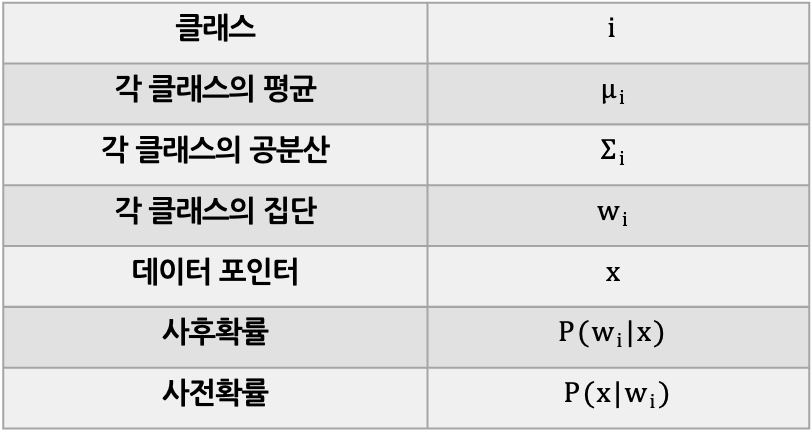 클래스 i
각 클래스의 평균 μᵢ
각 클래스의 공분산 Σᵢ
각 클래스의 집단 wᵢ
데이터 포인터 x
사후확률 P(wᵢ|x)
사전확률 P(x|wᵢ)